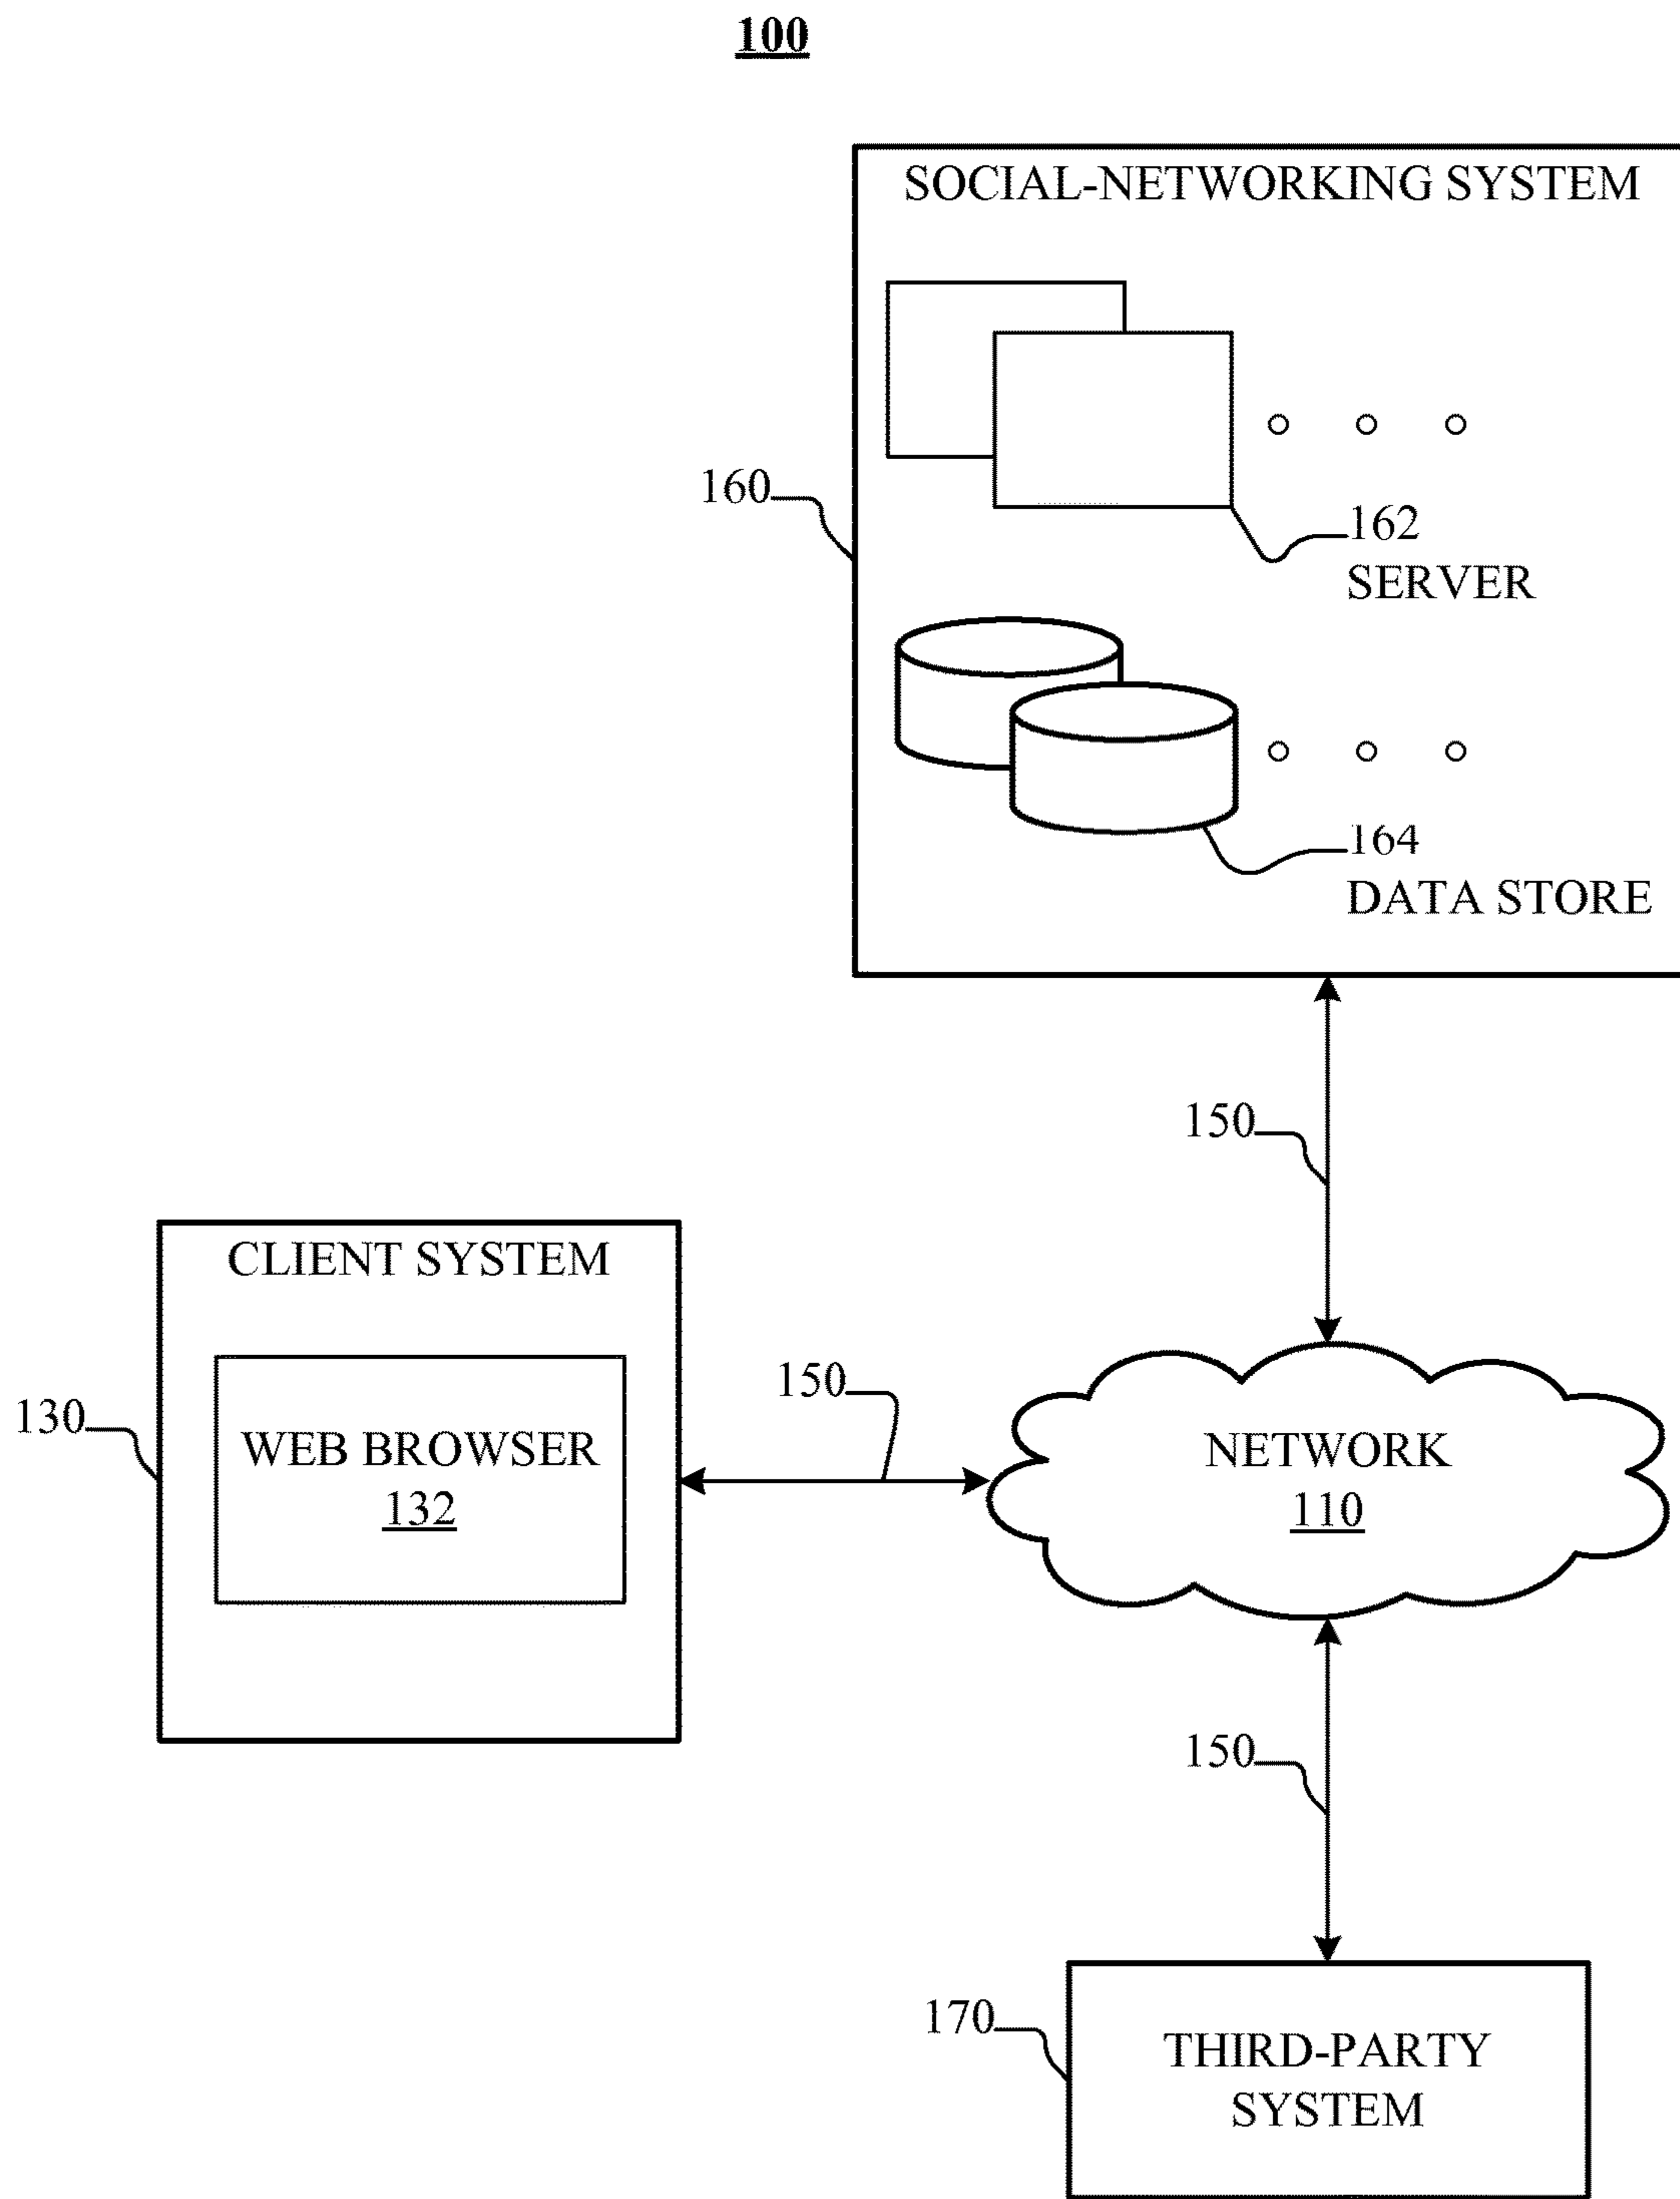 100
SOCIAL-NETWORKING SYSTEM
160
162
SERVER
164
DATA STORE
150
CLIENT SYSTEM
130
WEB BROWSER
132
150
NETWORK
110
150
170
THIRD-PARTY
SYSTEM